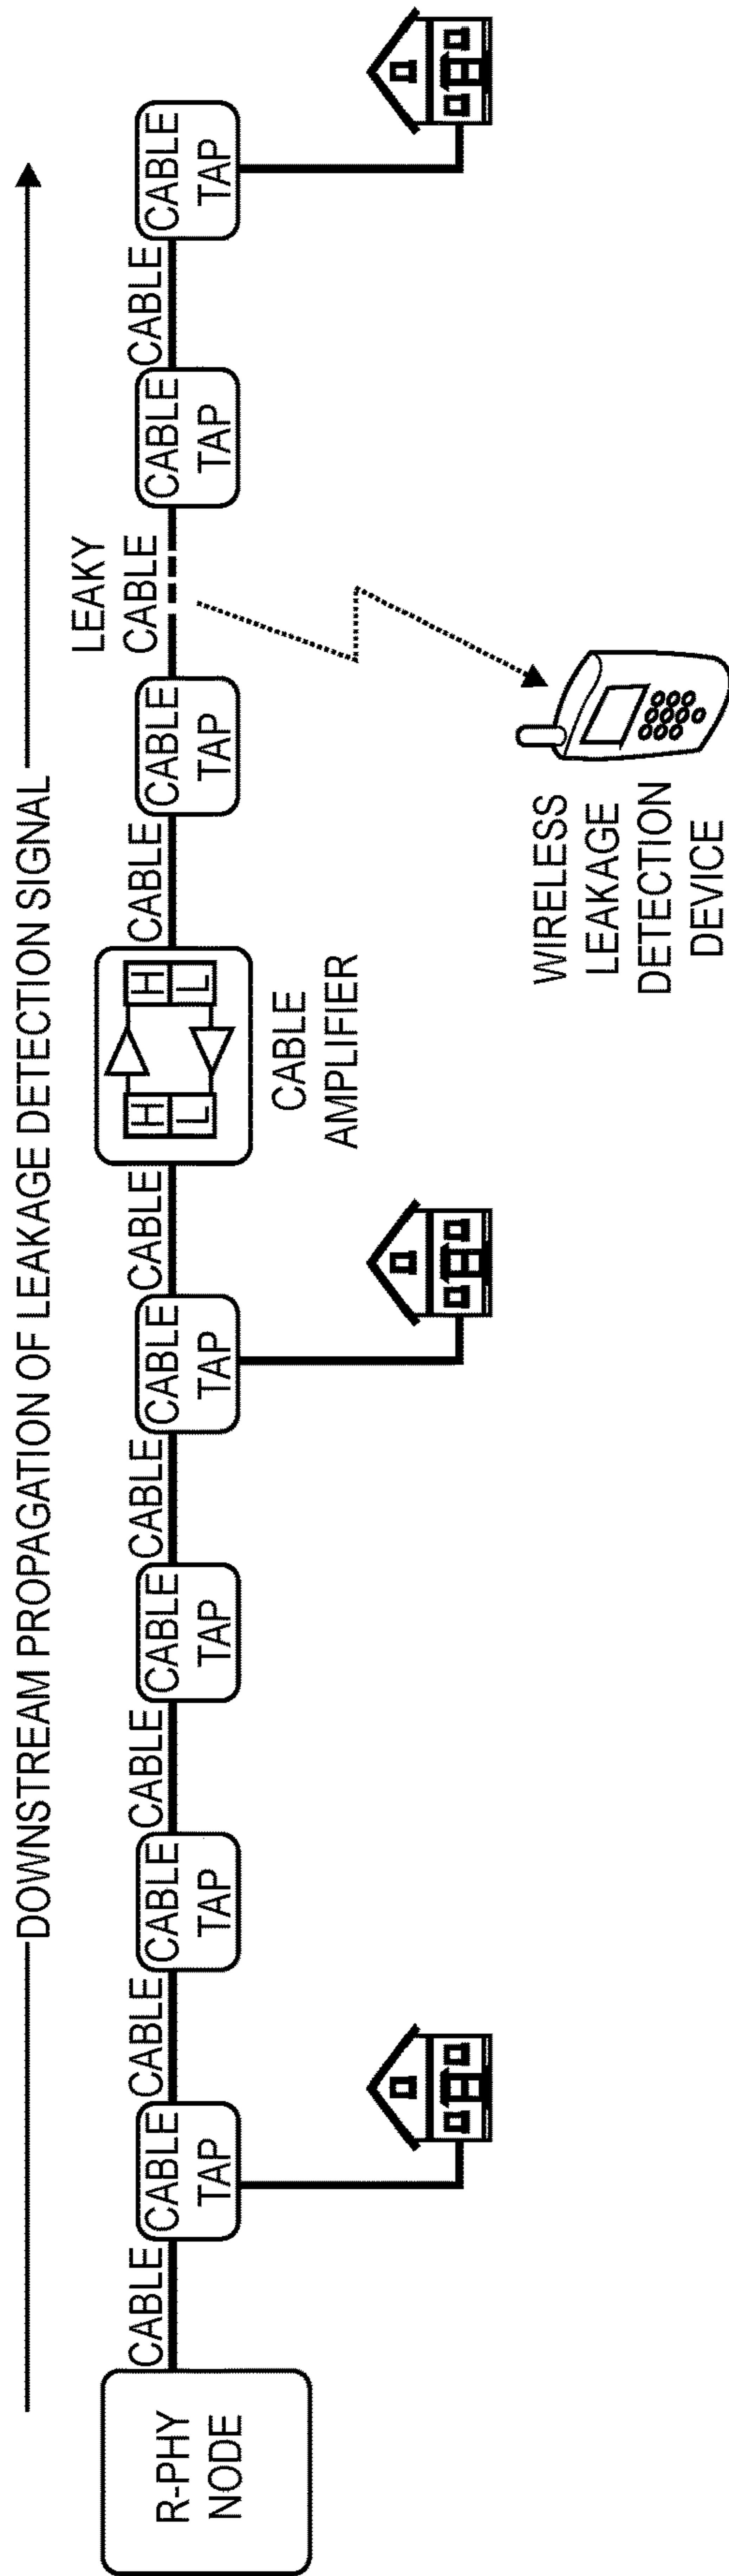 DOWNSTREAM PROPAGATION OF LEAKAGE DETECTION SIGNAL
R-PHY
NODE
CABLE
CABLE
TAP
CABLE
CABLE
TAP
CABLE
CABLE
TAP
CABLE
CABLE
TAP
CABLE
H
L
H
L
CABLE
AMPLIFIER
CABLE
CABLE
TAP
LEAKY
CABLE
CABLE
TAP
CABLE
CABLE
TAP
WIRELESS
LEAKAGE
DETECTION
DEVICE